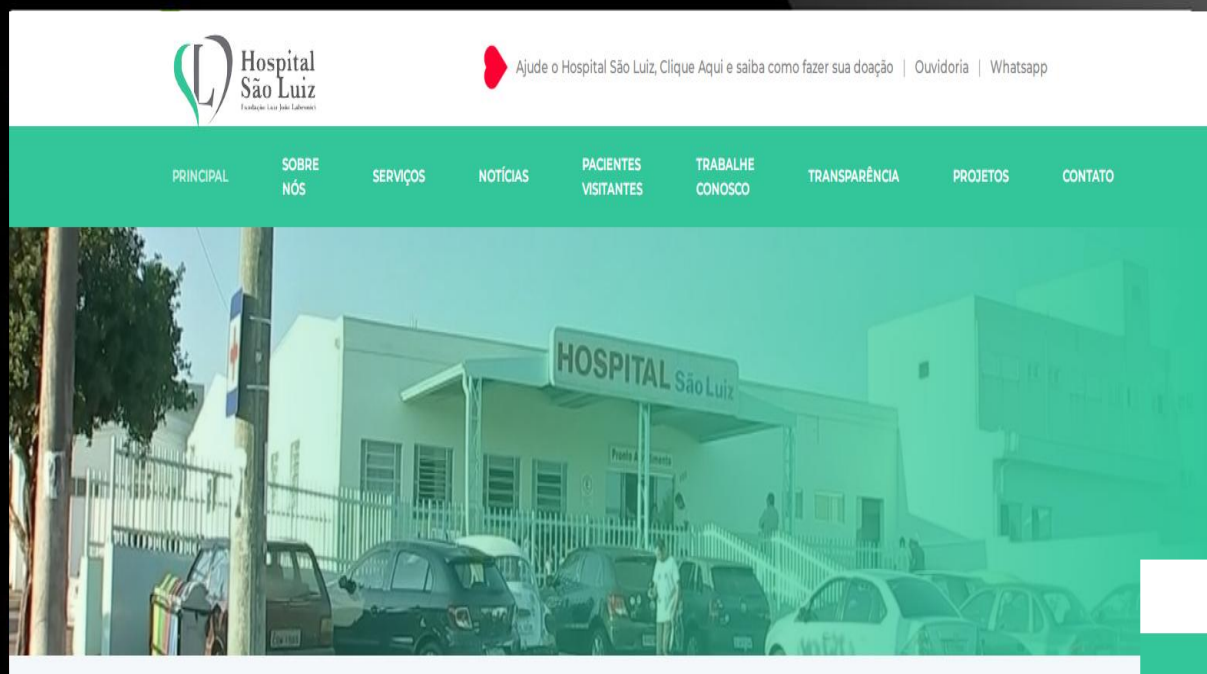 Hospital
São Luiz
Ajude o Hospital São Luiz, Clique Aqui e saiba como fazer sua doação | Ouvidoria | Whatsapp
PRINCIPAL
SOBRE
NÓS
SERVIÇOS
NOTÍCIAS
PACIENTES
VISITANTES
TRABALHE
CONOSCO
TRANSPARÊNCIA
PROJETOS
CONTATO
HOSPITAL São Luiz
Pronto